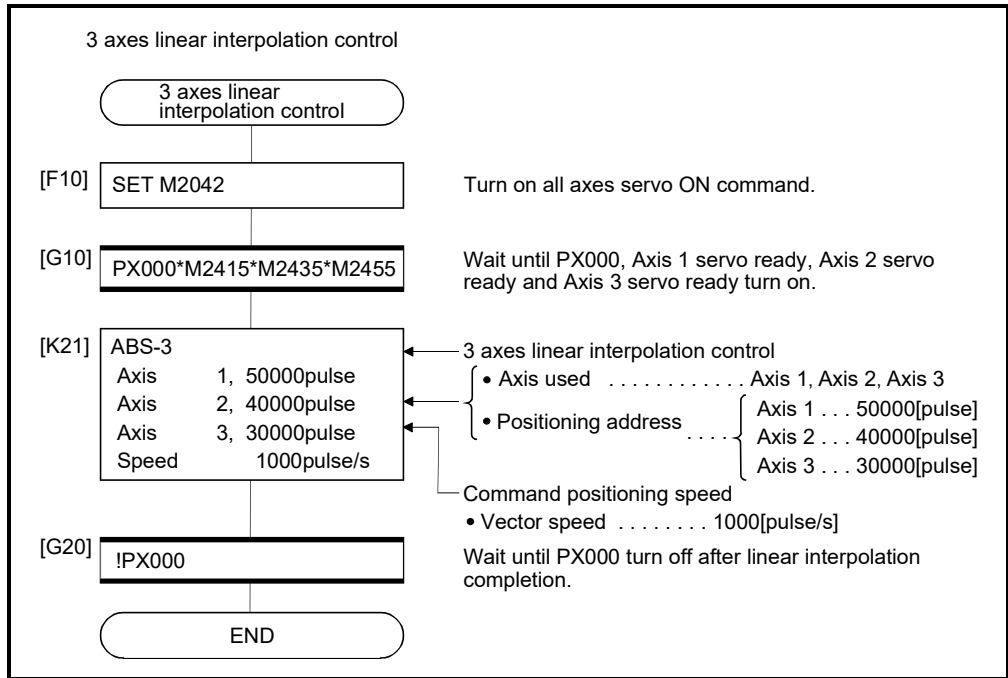 3 axes linear interpolation control
3 axes linear
interpolation control
[F10] SET M2042 Turn on all axes servo ON command.
[G10] PX000*M2415*M2435*M2455 Wait until PX000, Axis 1 servo ready, Axis 2 servo
ready and Axis 3 servo ready turn on.
[K21] ABS-3 3 axes linear interpolation control
Axis 1, 50000pulse • Axis used . . . . . . . . . . . . Axis 1, Axis 2, Axis 3
Axis 2, 40000pulse • Positioning address . . . . Axis 1 . . . 50000[pulse]
Axis 3, 30000pulse Axis 2 . . . 40000[pulse]
Speed 1000pulse/s Axis 3 . . . 30000[pulse]
Command positioning speed
• Vector speed . . . . . . . . 1000[pulse/s]
[G20] !PX000 Wait until PX000 turn off after linear interpolation
completion.
END